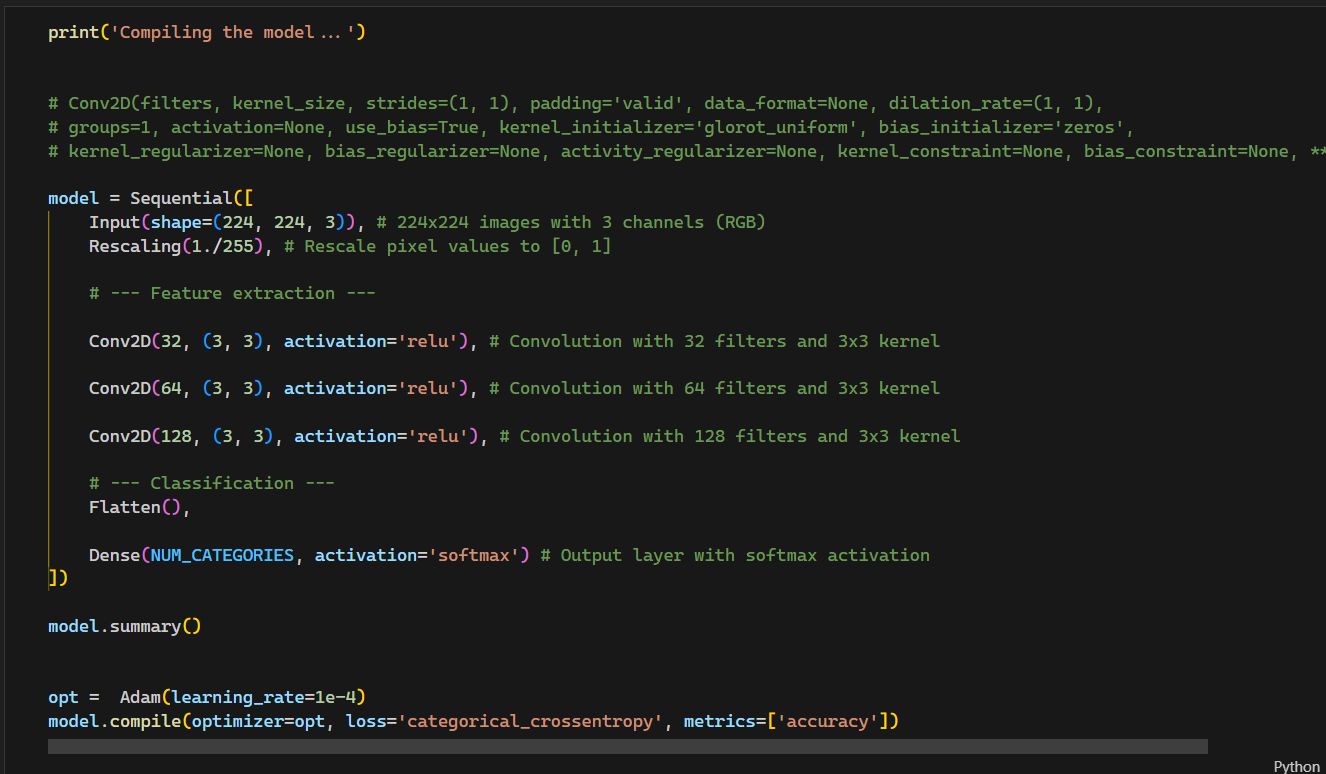 print('Compiling the model...')
# Conv2D(filters, kernel_size, strides=(1, 1), padding='valid', data_format=None, dilation_rate=(1, 1),
# groups=1, activation=None, use_bias=True, kernel_initializer='glorot_uniform', bias_initializer='zeros',
# kernel_regularizer=None, bias_regularizer=None, activity_regularizer=None, kernel_constraint=None, bias_constraint=None, **
model = Sequential([
Input(shape=(224, 224, 3)), # 224x224 images with 3 channels (RGB)
Rescaling(1./255), # Rescale pixel values to [0, 1]
# --- Feature extraction ---
Conv2D(32, (3, 3), activation='relu'), # Convolution with 32 filters and 3x3 kernel
Conv2D(64, (3, 3), activation='relu'), # Convolution with 64 filters and 3x3 kernel
Conv2D(128, (3, 3), activation='relu'), # Convolution with 128 filters and 3x3 kernel
# --- Classification ---
Flatten(),
Dense(NUM_CATEGORIES, activation='softmax') # Output layer with softmax activation
])
model.summary()
opt =  Adam(learning_rate=1e-4)
model.compile(optimizer=opt, loss='categorical_crossentropy', metrics=['accuracy'])
Python